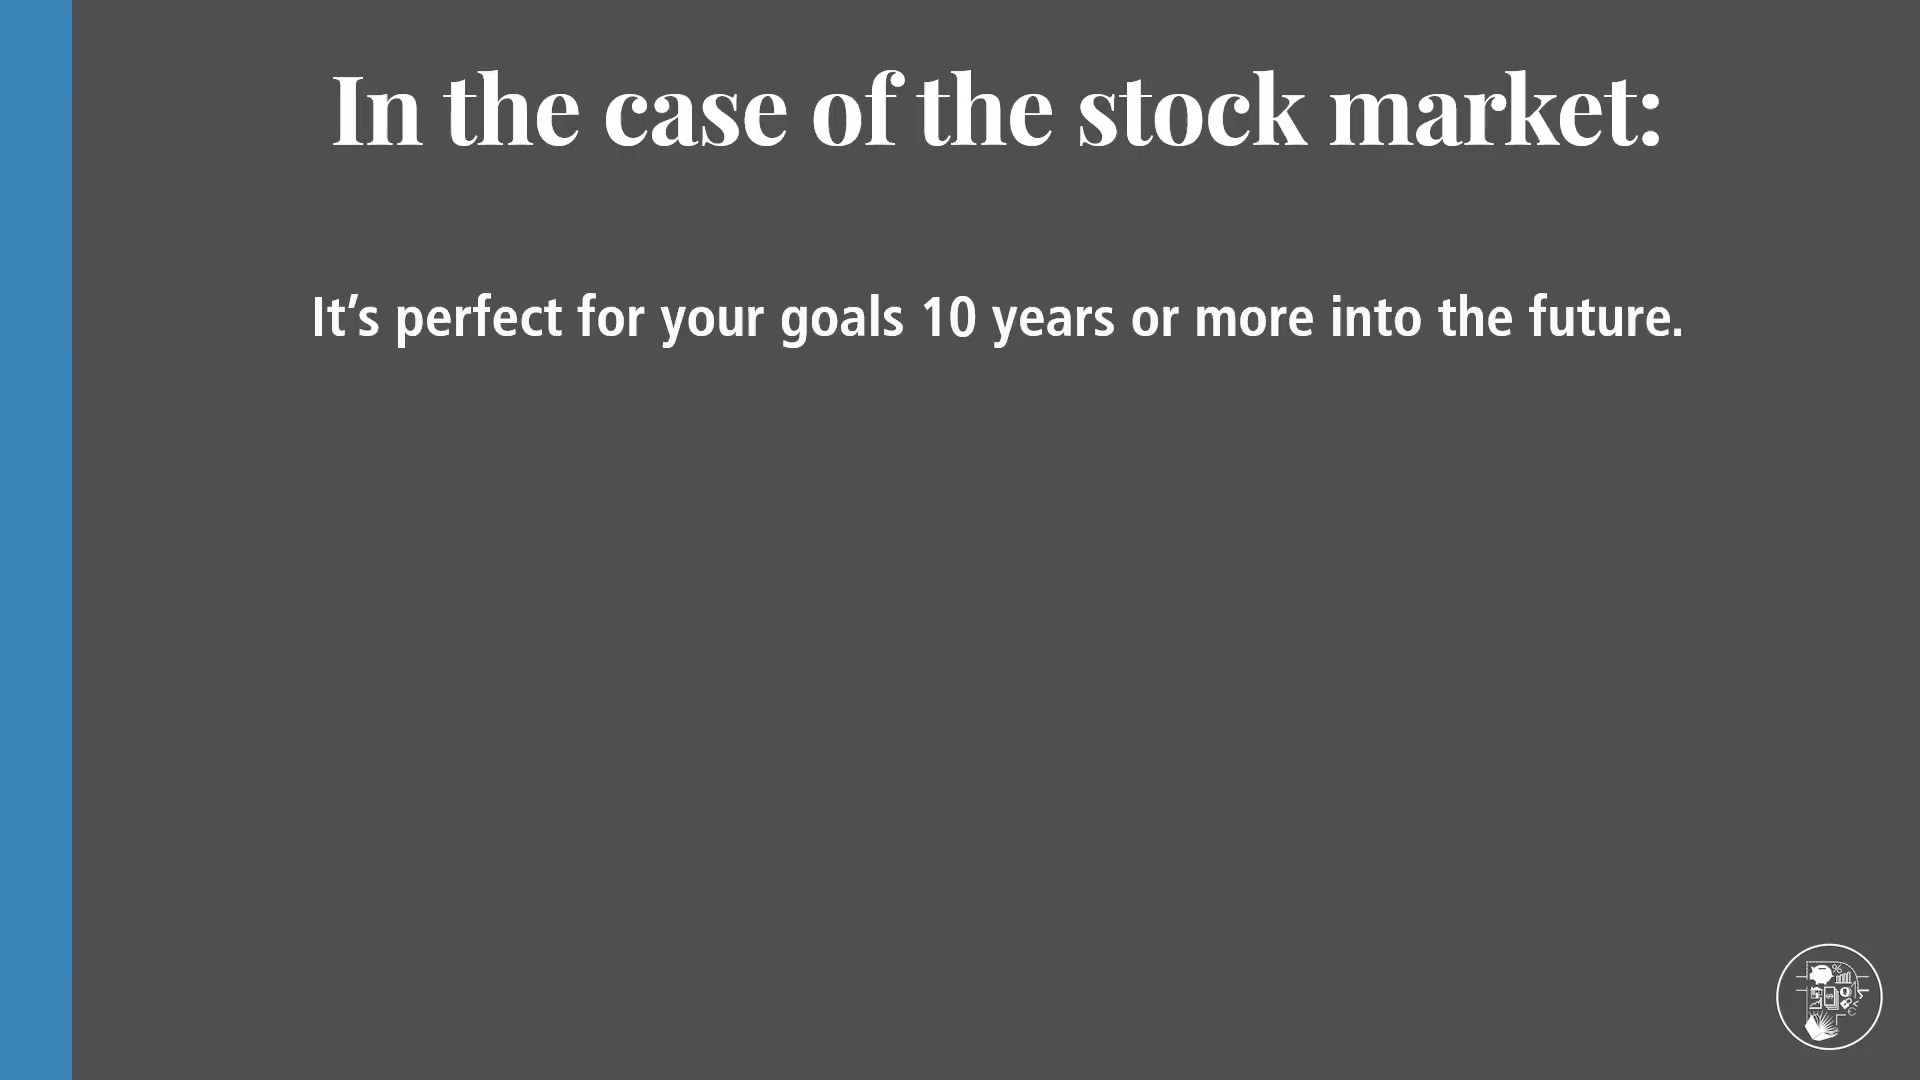 In the case of the stock market:
It’s perfect for your goals 10 years or more into the future.